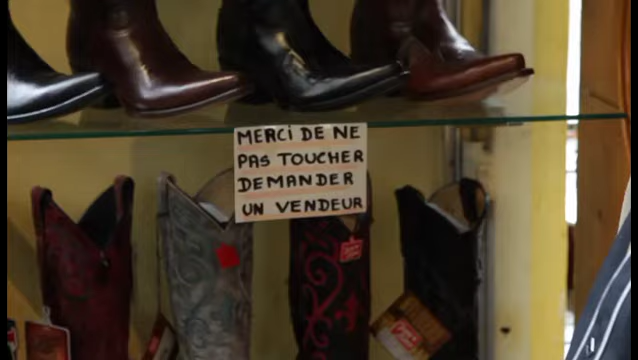 MERCI DE NE
PAS TOUCHER
DEMANDER
UN VENDEUR